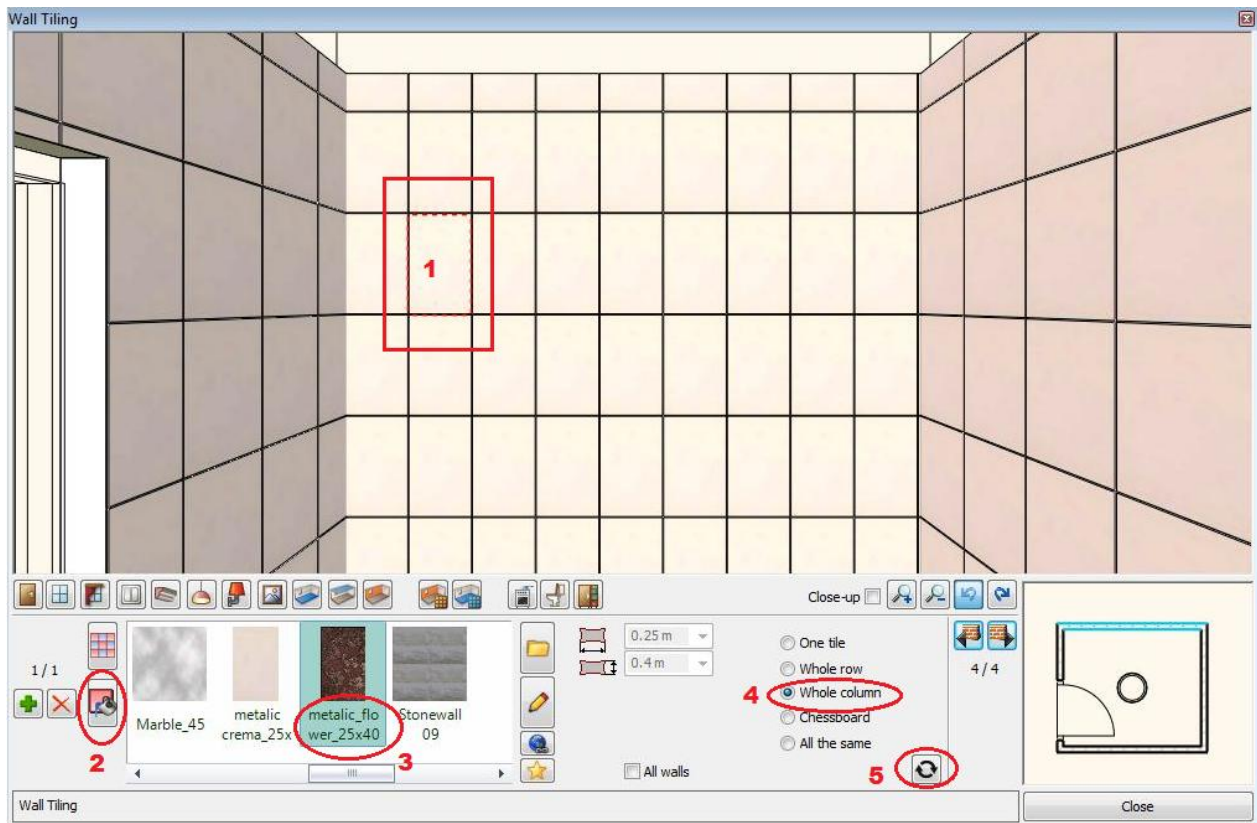 Wall Tiling
1
Close-up
1 / 1
Marble_45
metalic
crema_25x
metalic_flo
wer_25x40
Stonewall
09
2
3
0.25 m
0.4 m
One tile
Whole row
4
Whole column
Chessboard
All the same
All walls
5
4 / 4
Wall Tiling
Close